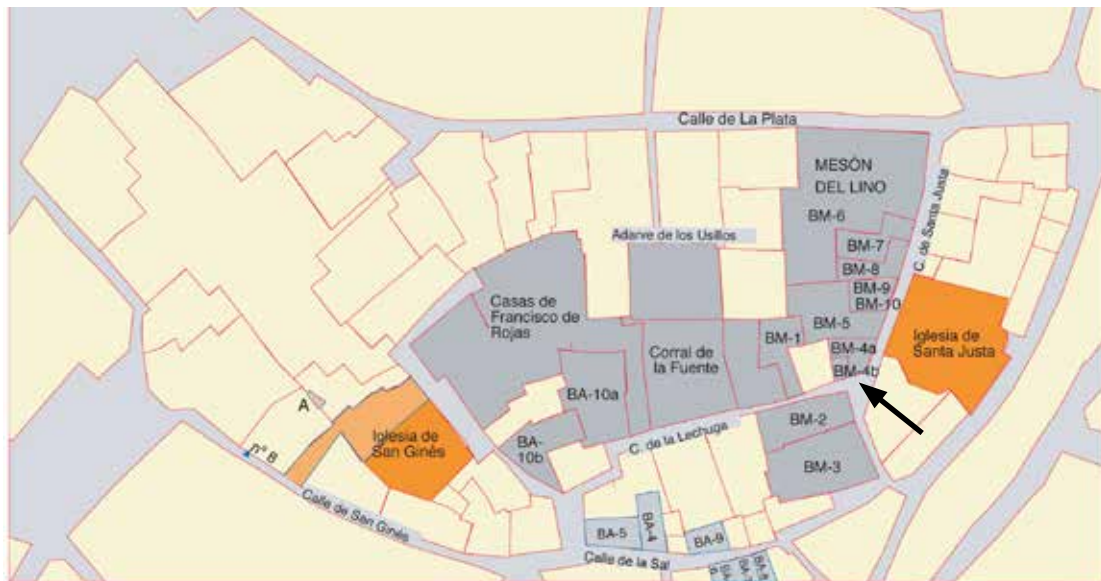 Calle de La Plata
MESÓN
DEL LINO
C. de Santa Justa
BM-6
Adarve de los Usillos
BM-7
BM-8
BM-9
BM-10
Casas de
Francisco de
Rojas
BM-5
BM-1
Iglesia de
Santa Justa
Corral de
la Fuente
BM-4a
BM-4b
BA-10a
A
BM-2
Iglesia de
San Ginés
BA-
10b
C. de la Lechuga
nº 8
BM-3
Calle de San Ginés
BA-5
BA-4
BA-9
Calle de la Sal